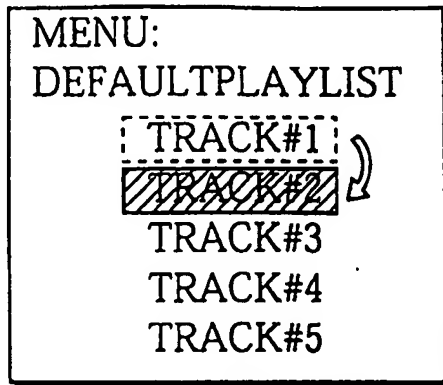 MENU:
DEFAULTPLAYLIST
TRACK#1
TRACK#2
TRACK#3
TRACK#4
TRACK#5